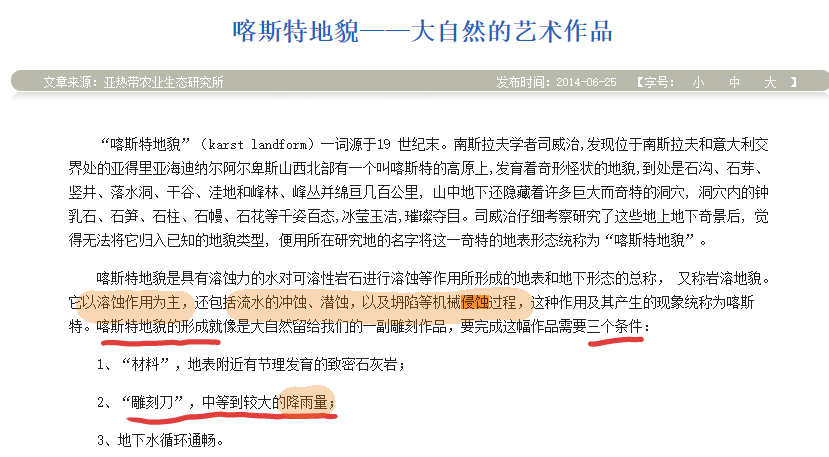 喀斯特地貌——大自然的艺术作品
文章来源：亚热带农业生态研究所 发布时间：2014-06-25 【字号： 小 中 大 】
“喀斯特地貌”（karst landform）一词源于19 世纪末。南斯拉夫学者司威治,发现位于南斯拉夫和意大利交
界处的亚得里亚海迪纳尔阿尔卑斯山西北部有一个叫喀斯特的高原上,发育着奇形怪状的地貌,到处是石沟、石芽、
竖井、落水洞、干谷、洼地和峰林、峰丛并绵亘几百公里, 山中地下还隐藏着许多巨大而奇特的洞穴, 洞穴内的钟
乳石、石笋、石柱、石幔、石花等千姿百态,冰莹玉洁,璀璨夺目。司威治仔细考察研究了这些地上地下奇景后, 觉
得无法将它归入已知的地貌类型, 便用所在研究地的名字将这一奇特的地表形态统称为“喀斯特地貌”。
喀斯特地貌是具有溶蚀力的水对可溶性岩石进行溶蚀等作用所形成的地表和地下形态的总称, 又称岩溶地貌。
它以溶蚀作用为主,还包括流水的冲蚀、潜蚀,以及坍陷等机械侵蚀过程,这种作用及其产生的现象统称为喀斯
特。喀斯特地貌的形成就像是大自然留给我们的一副雕刻作品,要完成这幅作品需要三个条件：
1、“材料”,地表附近有节理发育的致密石灰岩；
2、“雕刻刀”,中等到较大的降雨量；
3、地下水循环通畅。